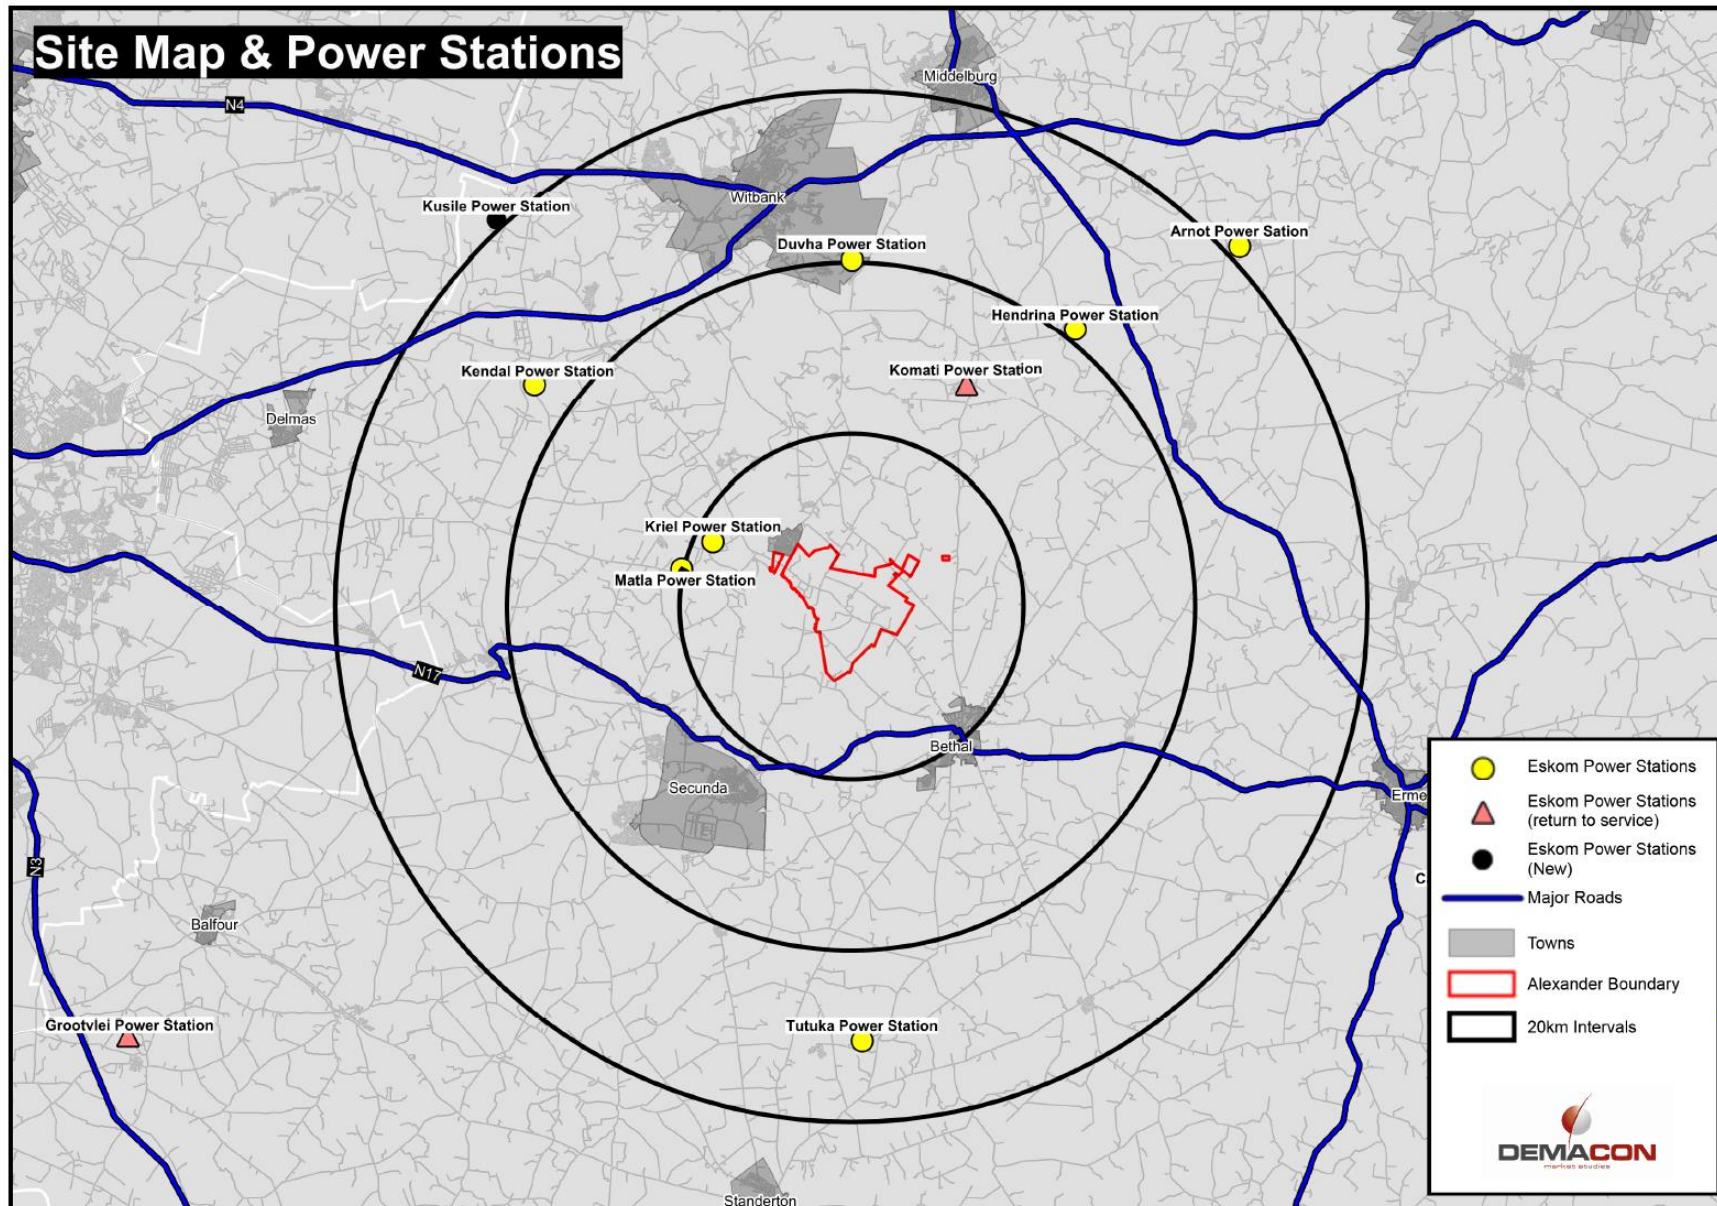 Site Map & Power Stations
Middelburg
N4
Witbank
Kusile Power Station
Duvha Power Station
Arnot Power Sation
Hendrina Power Station
Kendal Power Station
Komati Power Station
Delmas
Kriel Power Station
Matla Power Station
N17
Bethal
Secunda
Erme
N3
C
Balfour
Grootvlei Power Station
Tutuka Power Station
Standerton
Eskom Power Stations
Eskom Power Stations
(return to service)
Eskom Power Stations
(New)
Major Roads
Towns
Alexander Boundary
20km Intervals
DEMACON
market studies